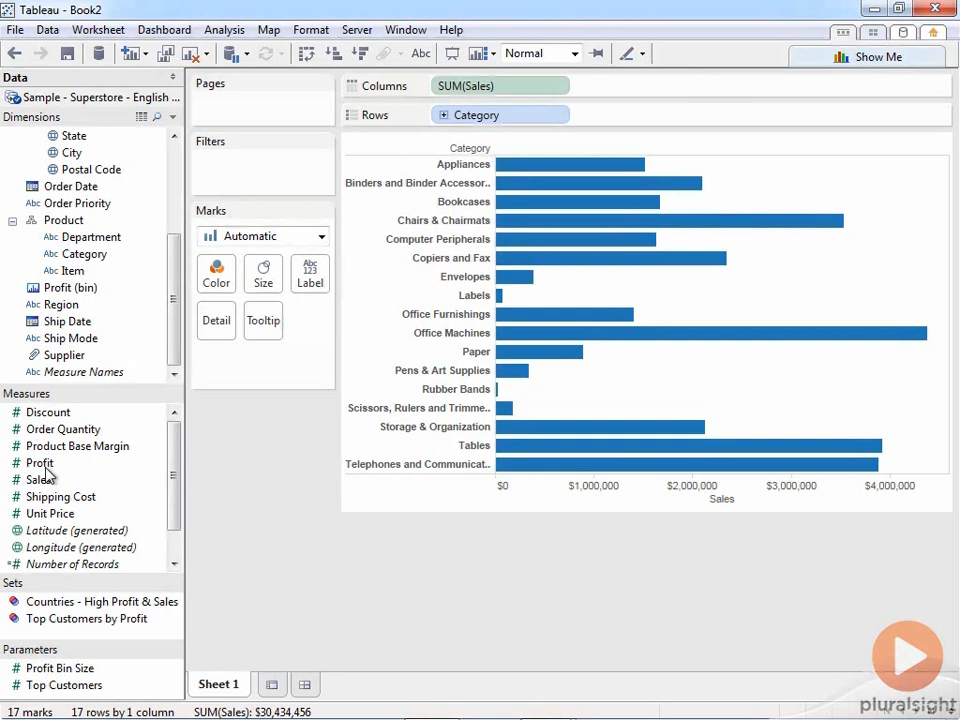 Tableau - Book2
File Data Worksheet Dashboard Analysis Map Format Server Window Help
Abc Normal Show Me
Data
Sample - Superstore - English ...
Dimensions
State
City
Postal Code
Order Date
Abc Order Priority
Product
Abc Department
Abc Category
Abc Item
Profit (bin)
Abc Region
Ship Date
Abc Ship Mode
Supplier
Abc Measure Names
Measures
# Discount
# Order Quantity
# Product Base Margin
# Profit
# Sales
# Shipping Cost
# Unit Price
Latitude (generated)
Longitude (generated)
=# Number of Records
Sets
Countries - High Profit & Sales
Top Customers by Profit
Parameters
# Profit Bin Size
# Top Customers
Pages
Filters
Marks
Automatic
Color Size Abc 123 Label
Detail Tooltip
Columns SUM(Sales)
Rows Category
Category
Appliances
Binders and Binder Accessor..
Bookcases
Chairs & Chairmats
Computer Peripherals
Copiers and Fax
Envelopes
Labels
Office Furnishings
Office Machines
Paper
Pens & Art Supplies
Rubber Bands
Scissors, Rulers and Trimme..
Storage & Organization
Tables
Telephones and Communicat..
$0 $1,000,000 $2,000,000 $3,000,000 $4,000,000
Sales
Sheet 1
17 marks 17 rows by 1 column SUM(Sales): $30,434,456
pluralsight